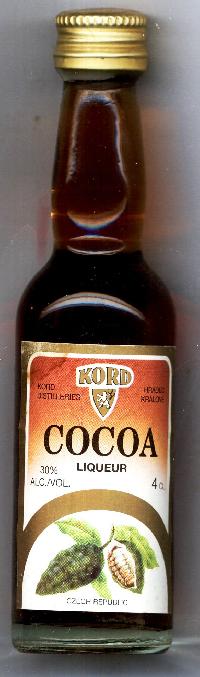 KORD
KORD HRADEC
DISTILLERIES KRÁLOVÉ
COCOA
LIQUEUR
30%
ALC./VOL. 4 CL
CZECH REPUBLIC